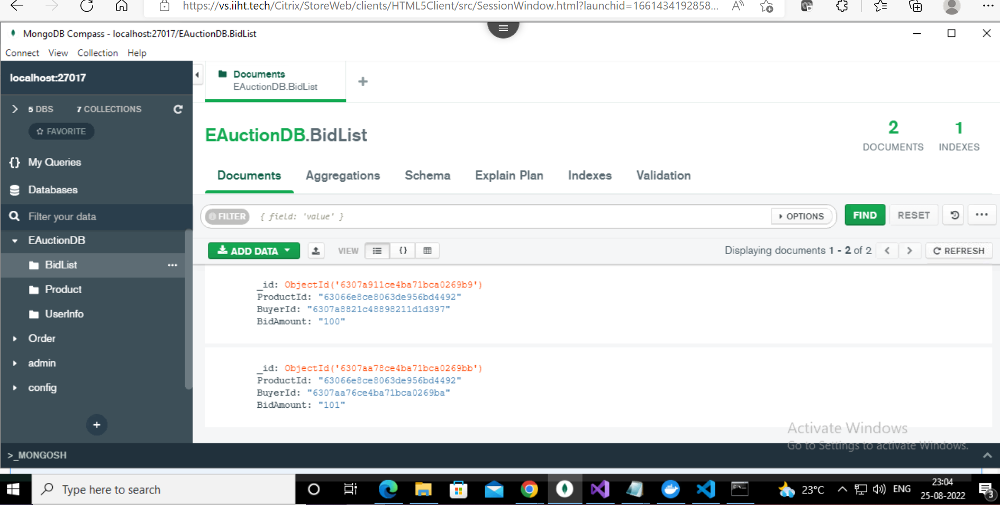 https://vs.iiht.tech/Citrix/StoreWeb/clients/HTML5Client/src/SessionWindow.html?launchid=1661434192858...
MongoDB Compass - localhost:27017/EAuctionDB.BidList
Connect View Collection Help
localhost:27017
5 DBS 7 COLLECTIONS
FAVORITE
{} My Queries
Databases
Filter your data
EAuctionDB
BidList
Product
UserInfo
Order
admin
config
+
Documents
EAuctionDB.BidList
+
EAuctionDB.BidList
2
DOCUMENTS
1
INDEXES
Documents Aggregations Schema Explain Plan Indexes Validation
FILTER { field: 'value' } OPTIONS FIND RESET
ADD DATA VIEW {} Displaying documents 1 - 2 of 2 REFRESH
_id: ObjectId('6307a911ce4ba71bca0269b9')
ProductId: "63066e8ce8063de956bd4492"
BuyerId: "6307a8821c48898211d1d397"
BidAmount: "100"
_id: ObjectId('6307aa78ce4ba71bca0269bb')
ProductId: "63066e8ce8063de956bd4492"
BuyerId: "6307aa76ce4ba71bca0269ba"
BidAmount: "101"
Activate Windows
Go to Settings to activate Windows.
>_MONGOSH
Type here to search
23°C
ENG
23:04
25-08-2022
3